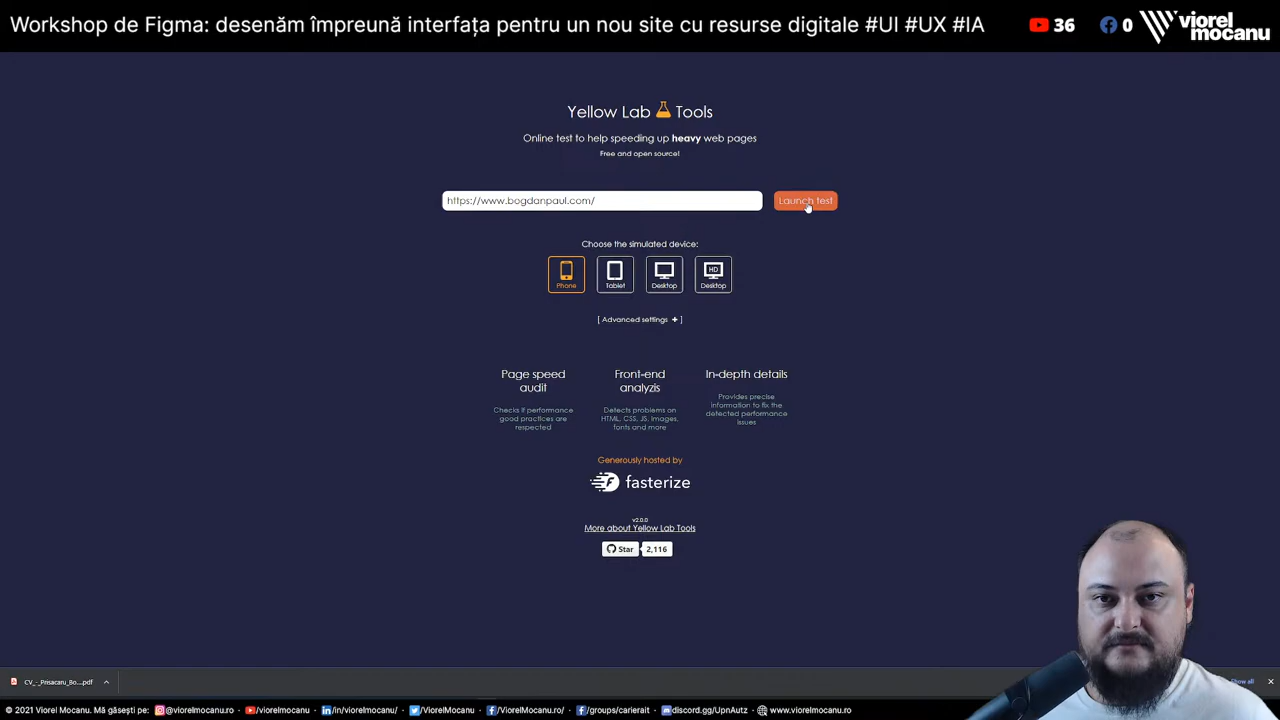 Workshop de Figma: desenăm împreună interfața pentru un nou site cu resurse digitale #UI #UX #IA
36
0
viorel
mocanu
Yellow Lab Tools
Online test to help speeding up heavy web pages
Free and open source!
https://www.bogdanpaul.com/
Launch test
Choose the simulated device:
Phone
Tablet
Desktop
HD
Desktop
[ Advanced settings + ]
Page speed
audit
Checks if performance
good practices are
respected
Front-end
analyzis
Detects problems on
HTML, CSS, JS, images,
fonts and more
In-depth details
Provides precise
information to fix the
detected performance
issues
Generously hosted by
fasterize
v2.0.0
More about Yellow Lab Tools
Star
2,116
CV_-_Prisacaru_Bo....pdf
Show all
© 2021 Viorel Mocanu. Mă găsești pe: @viorelmocanu.ro · /viorelmocanu · /in/viorelmocanu/ · /ViorelMocanu · /ViorelMocanu.ro/ · /groups/carierait · discord.gg/UpnAutz · www.viorelmocanu.ro